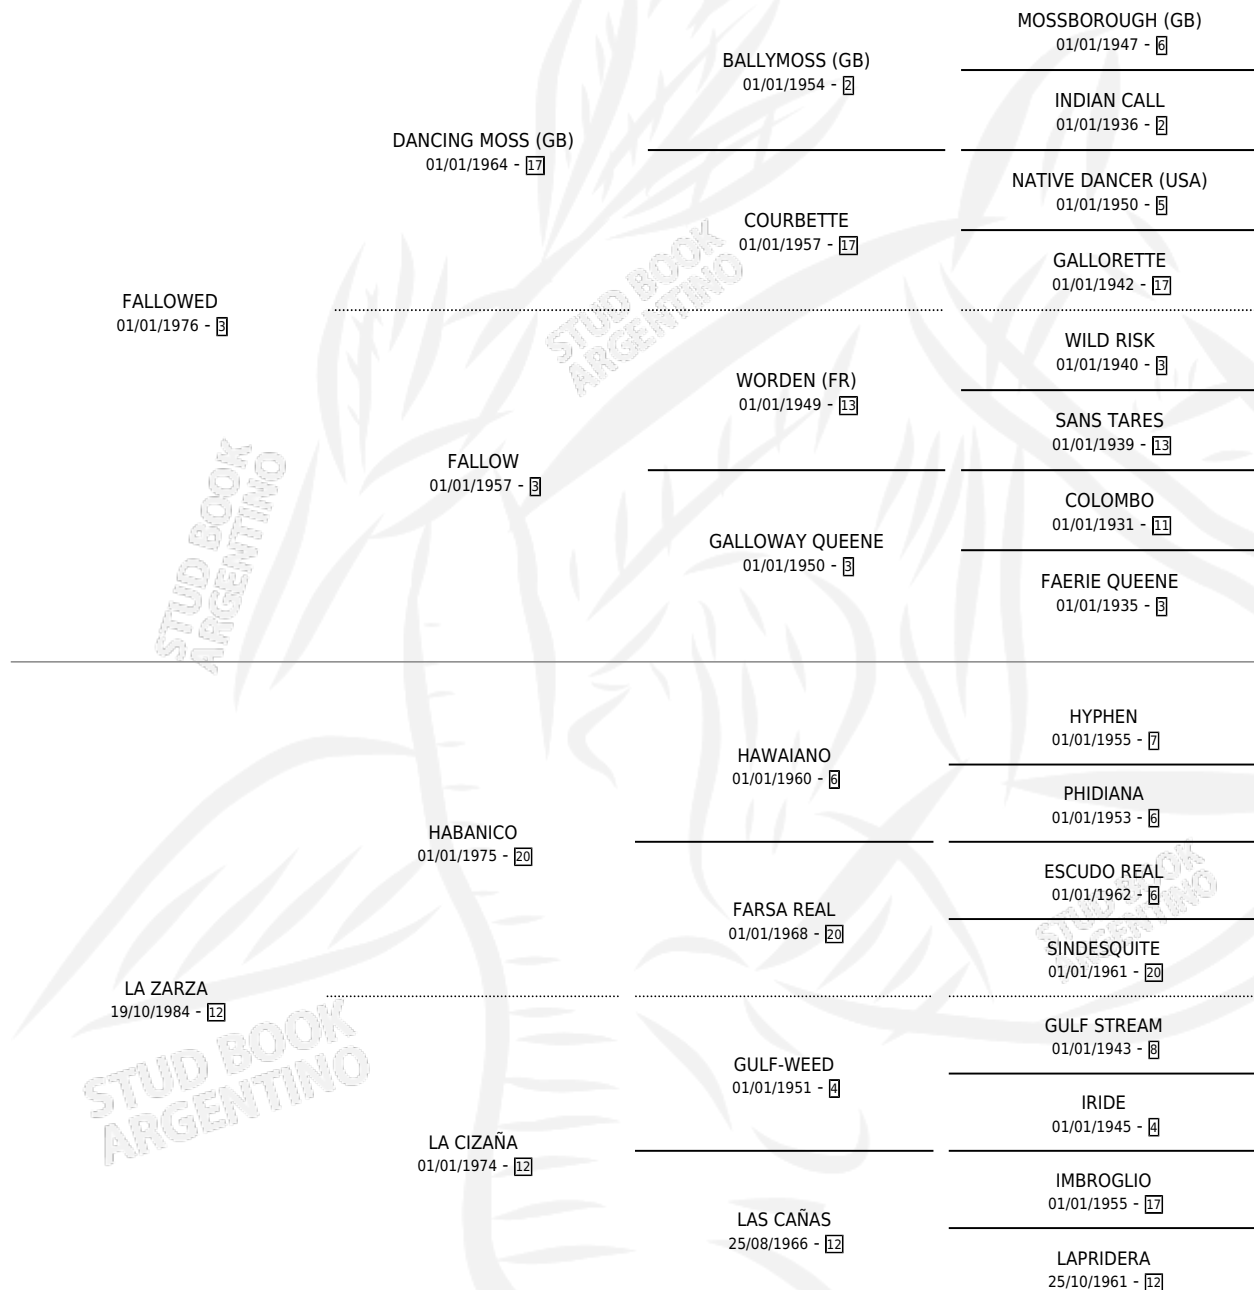 MOSSBOROUGH (GB)
01/01/1947 - 6
BALLYMOSS (GB)
01/01/1954 - 2
INDIAN CALL
01/01/1936 - 2
DANCING MOSS (GB)
01/01/1964 - 17
NATIVE DANCER (USA)
01/01/1950 - 5
COURBETTE
01/01/1957 - 17
GALLORETTE
01/01/1942 - 17
FALLOWED
01/01/1976 - 3
WILD RISK
01/01/1940 - 3
WORDEN (FR)
01/01/1949 - 13
SANS TARES
01/01/1939 - 13
FALLOW
01/01/1957 - 3
COLOMBO
01/01/1931 - 11
GALLOWAY QUEENE
01/01/1950 - 3
FAERIE QUEENE
01/01/1935 - 3
HYPHEN
01/01/1955 - 7
HAWAIANO
01/01/1960 - 6
PHIDIANA
01/01/1953 - 6
HABANICO
01/01/1975 - 20
ESCUDO REAL
01/01/1962 - 6
FARSA REAL
01/01/1968 - 20
SINDESQUITE
01/01/1961 - 20
LA ZARZA
19/10/1984 - 12
GULF STREAM
01/01/1943 - 8
GULF-WEED
01/01/1951 - 4
IRIDE
01/01/1945 - 4
LA CIZAÑA
01/01/1974 - 12
IMBROGLIO
01/01/1955 - 17
LAS CAÑAS
25/08/1966 - 12
LAPRIDERA
25/10/1961 - 12
STUD BOOK
ARGENTINO
STUD BOOK
ARGENTINO
STUD BOOK
ARGENTINO
STUD BOOK
ARGENTINO